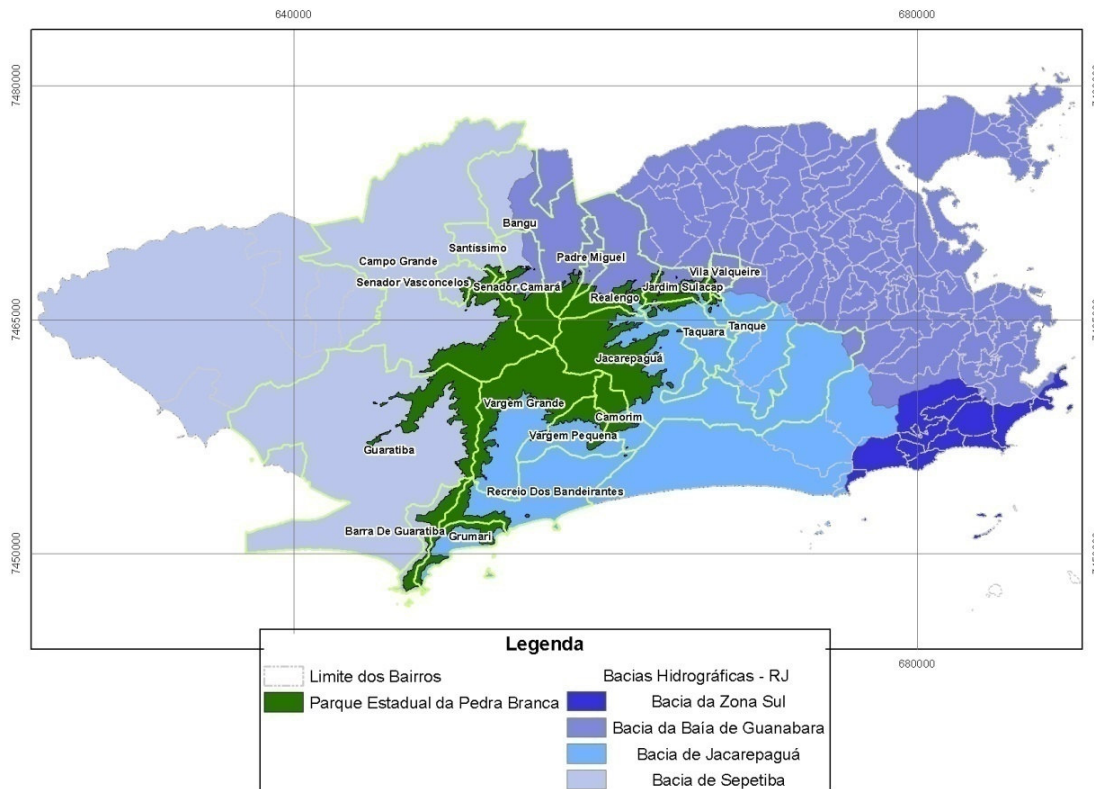 640000
680000
7480000
7480000
Bangu
Santíssimo
Padre Miguel
Campo Grande
Vila Valqueire
Senador Vasconcelos
Senador Camará
Jardim Sulacap
Realengo
7465000
7465000
Taquara
Tanque
Jacarepaguá
Vargem Grande
Camorim
Vargem Pequena
Guaratiba
Recreio Dos Bandeirantes
Barra De Guaratiba
Grumari
7450000
7450000
680000
Legenda
Limite dos Bairros
Parque Estadual da Pedra Branca
Bacias Hidrográficas - RJ
Bacia da Zona Sul
Bacia da Baía de Guanabara
Bacia de Jacarepaguá
Bacia de Sepetiba